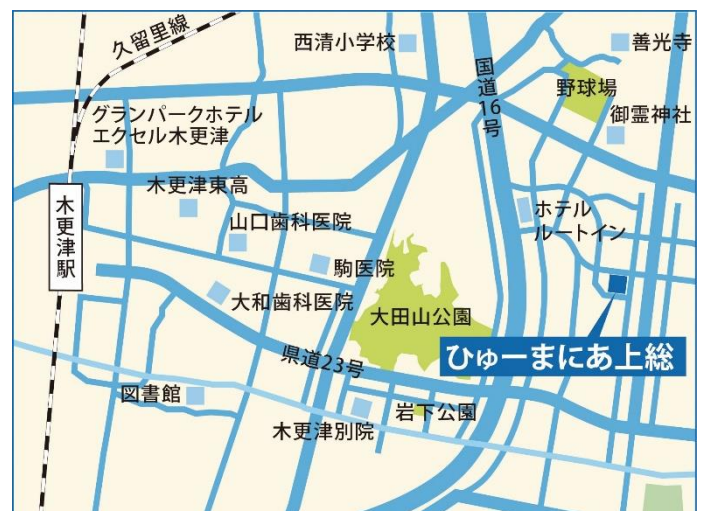 久留里線
西清小学校
国道16号
善光寺
野球場
御霊神社
グランパークホテル
エクセル木更津
木更津東高
木更津駅
山口歯科医院
ホテル
ルートイン
駒医院
大和歯科医院
大田山公園
ひゅーまにあ上総
県道23号
図書館
岩下公園
木更津別院